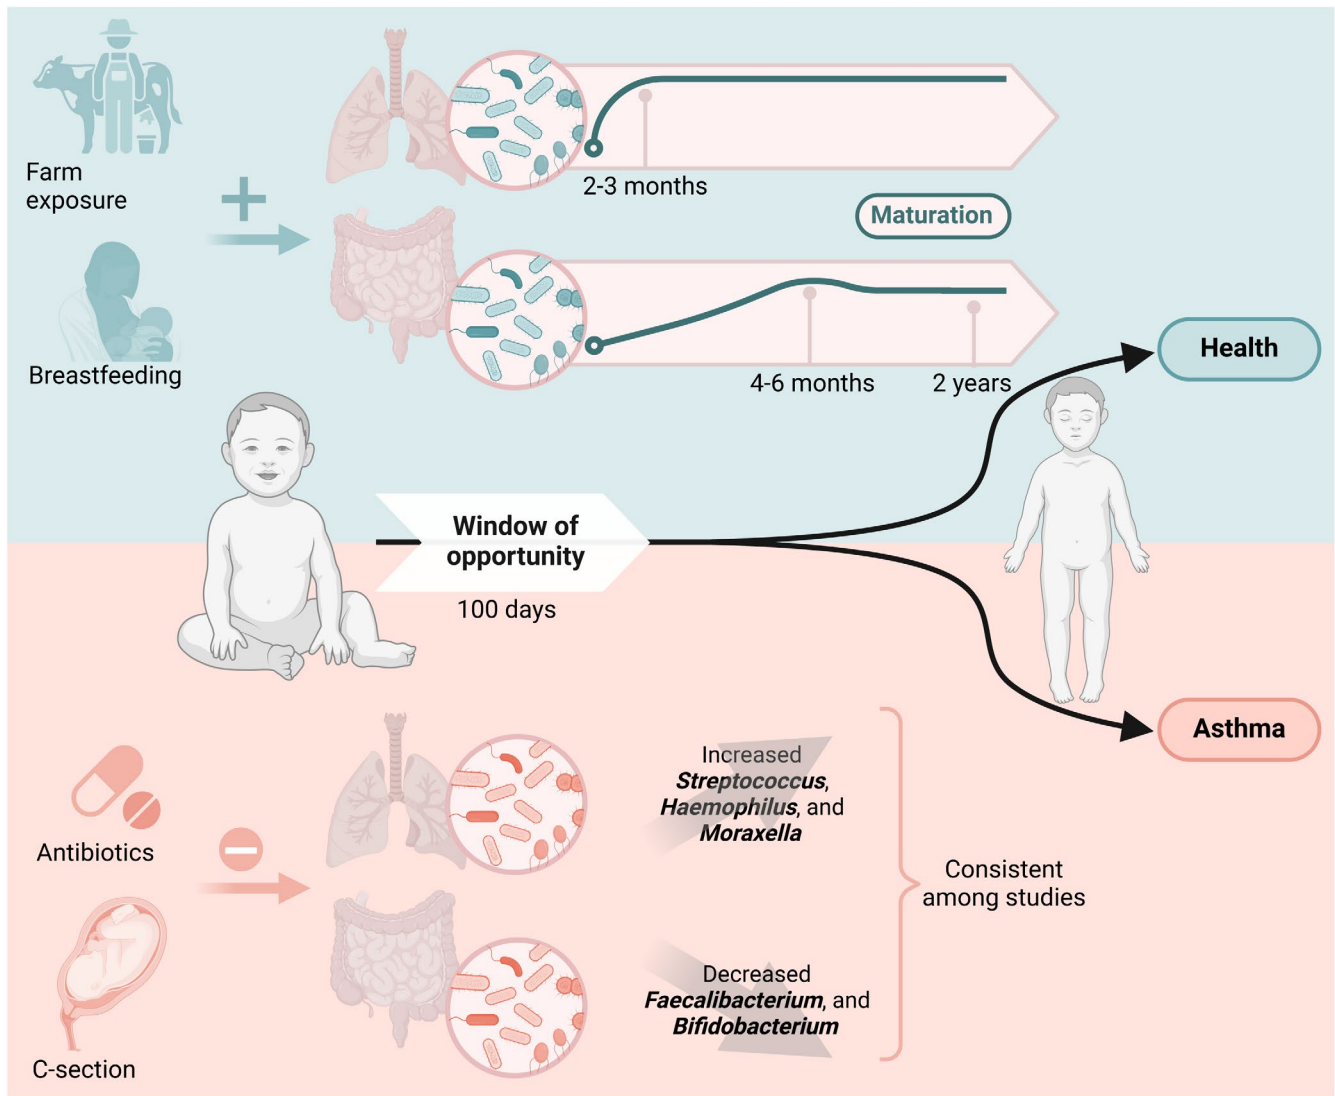 Farm
exposure
Breastfeeding
2-3 months
Maturation
4-6 months
2 years
Health
Window of
opportunity
100 days
Asthma
Antibiotics
C-section
Increased
Streptococcus,
Haemophilus, and
Moraxella
Decreased
Faecalibacterium, and
Bifidobacterium
Consistent
among studies